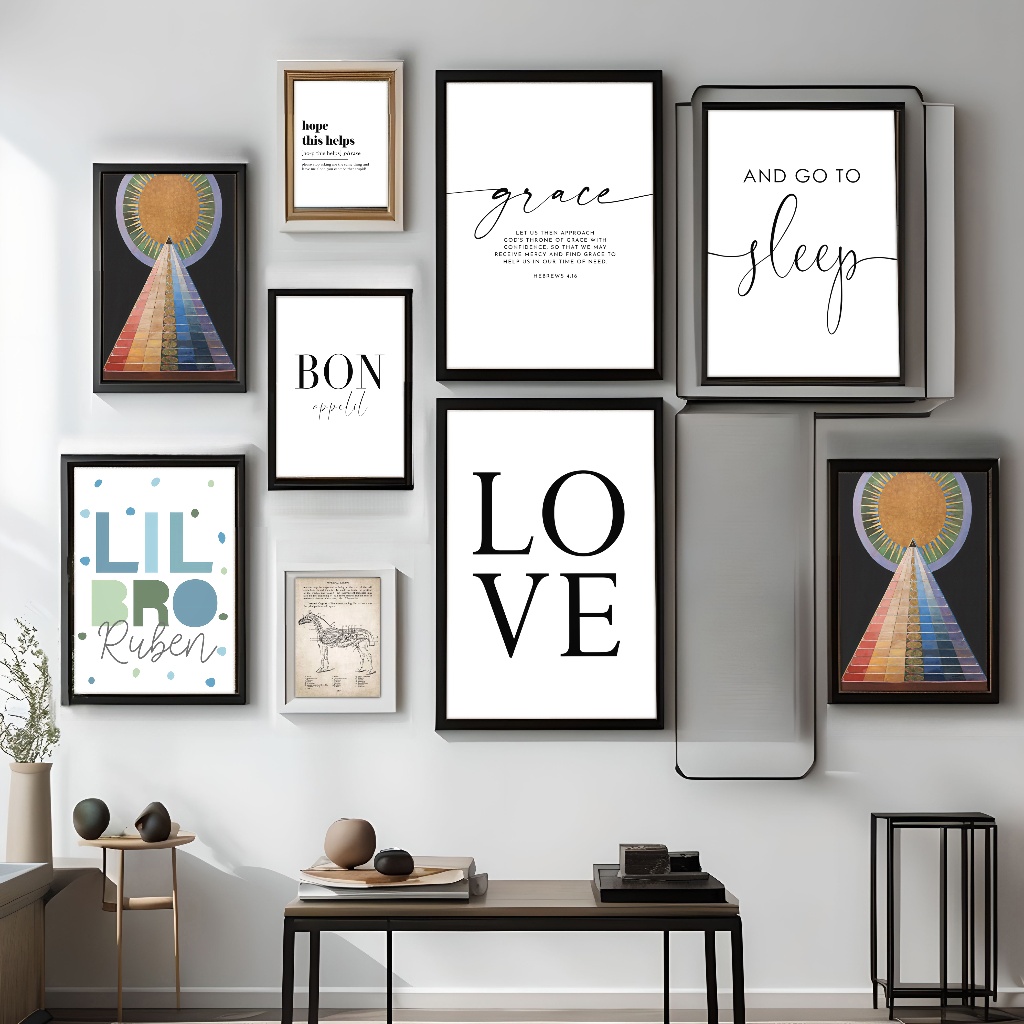 hope
this helps
grace
LET US THEN APPROACH
GOD'S THRONE OF GRACE WITH
CONFIDENCE, SO THAT WE MAY
RECEIVE MERCY AND FIND GRACE TO
HELP US IN OUR TIME OF NEED.
HEBREWS 4:16
AND GO TO
sleep
BON
appetit
LO
VE
LIL
BRO
Ruben